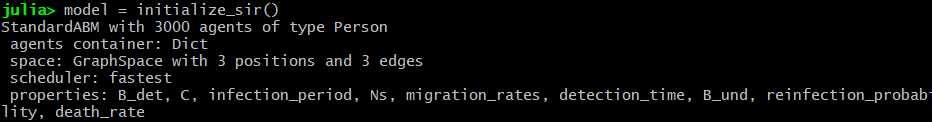 julia> model = initialize_sir()
StandardABM with 3000 agents of type Person
 agents container: Dict
 space: GraphSpace with 3 positions and 3 edges
 scheduler: fastest
 properties: B_det, C, infection_period, Ns, migration_rates, detection_time, B_und, reinfection_probabi
lity, death_rate